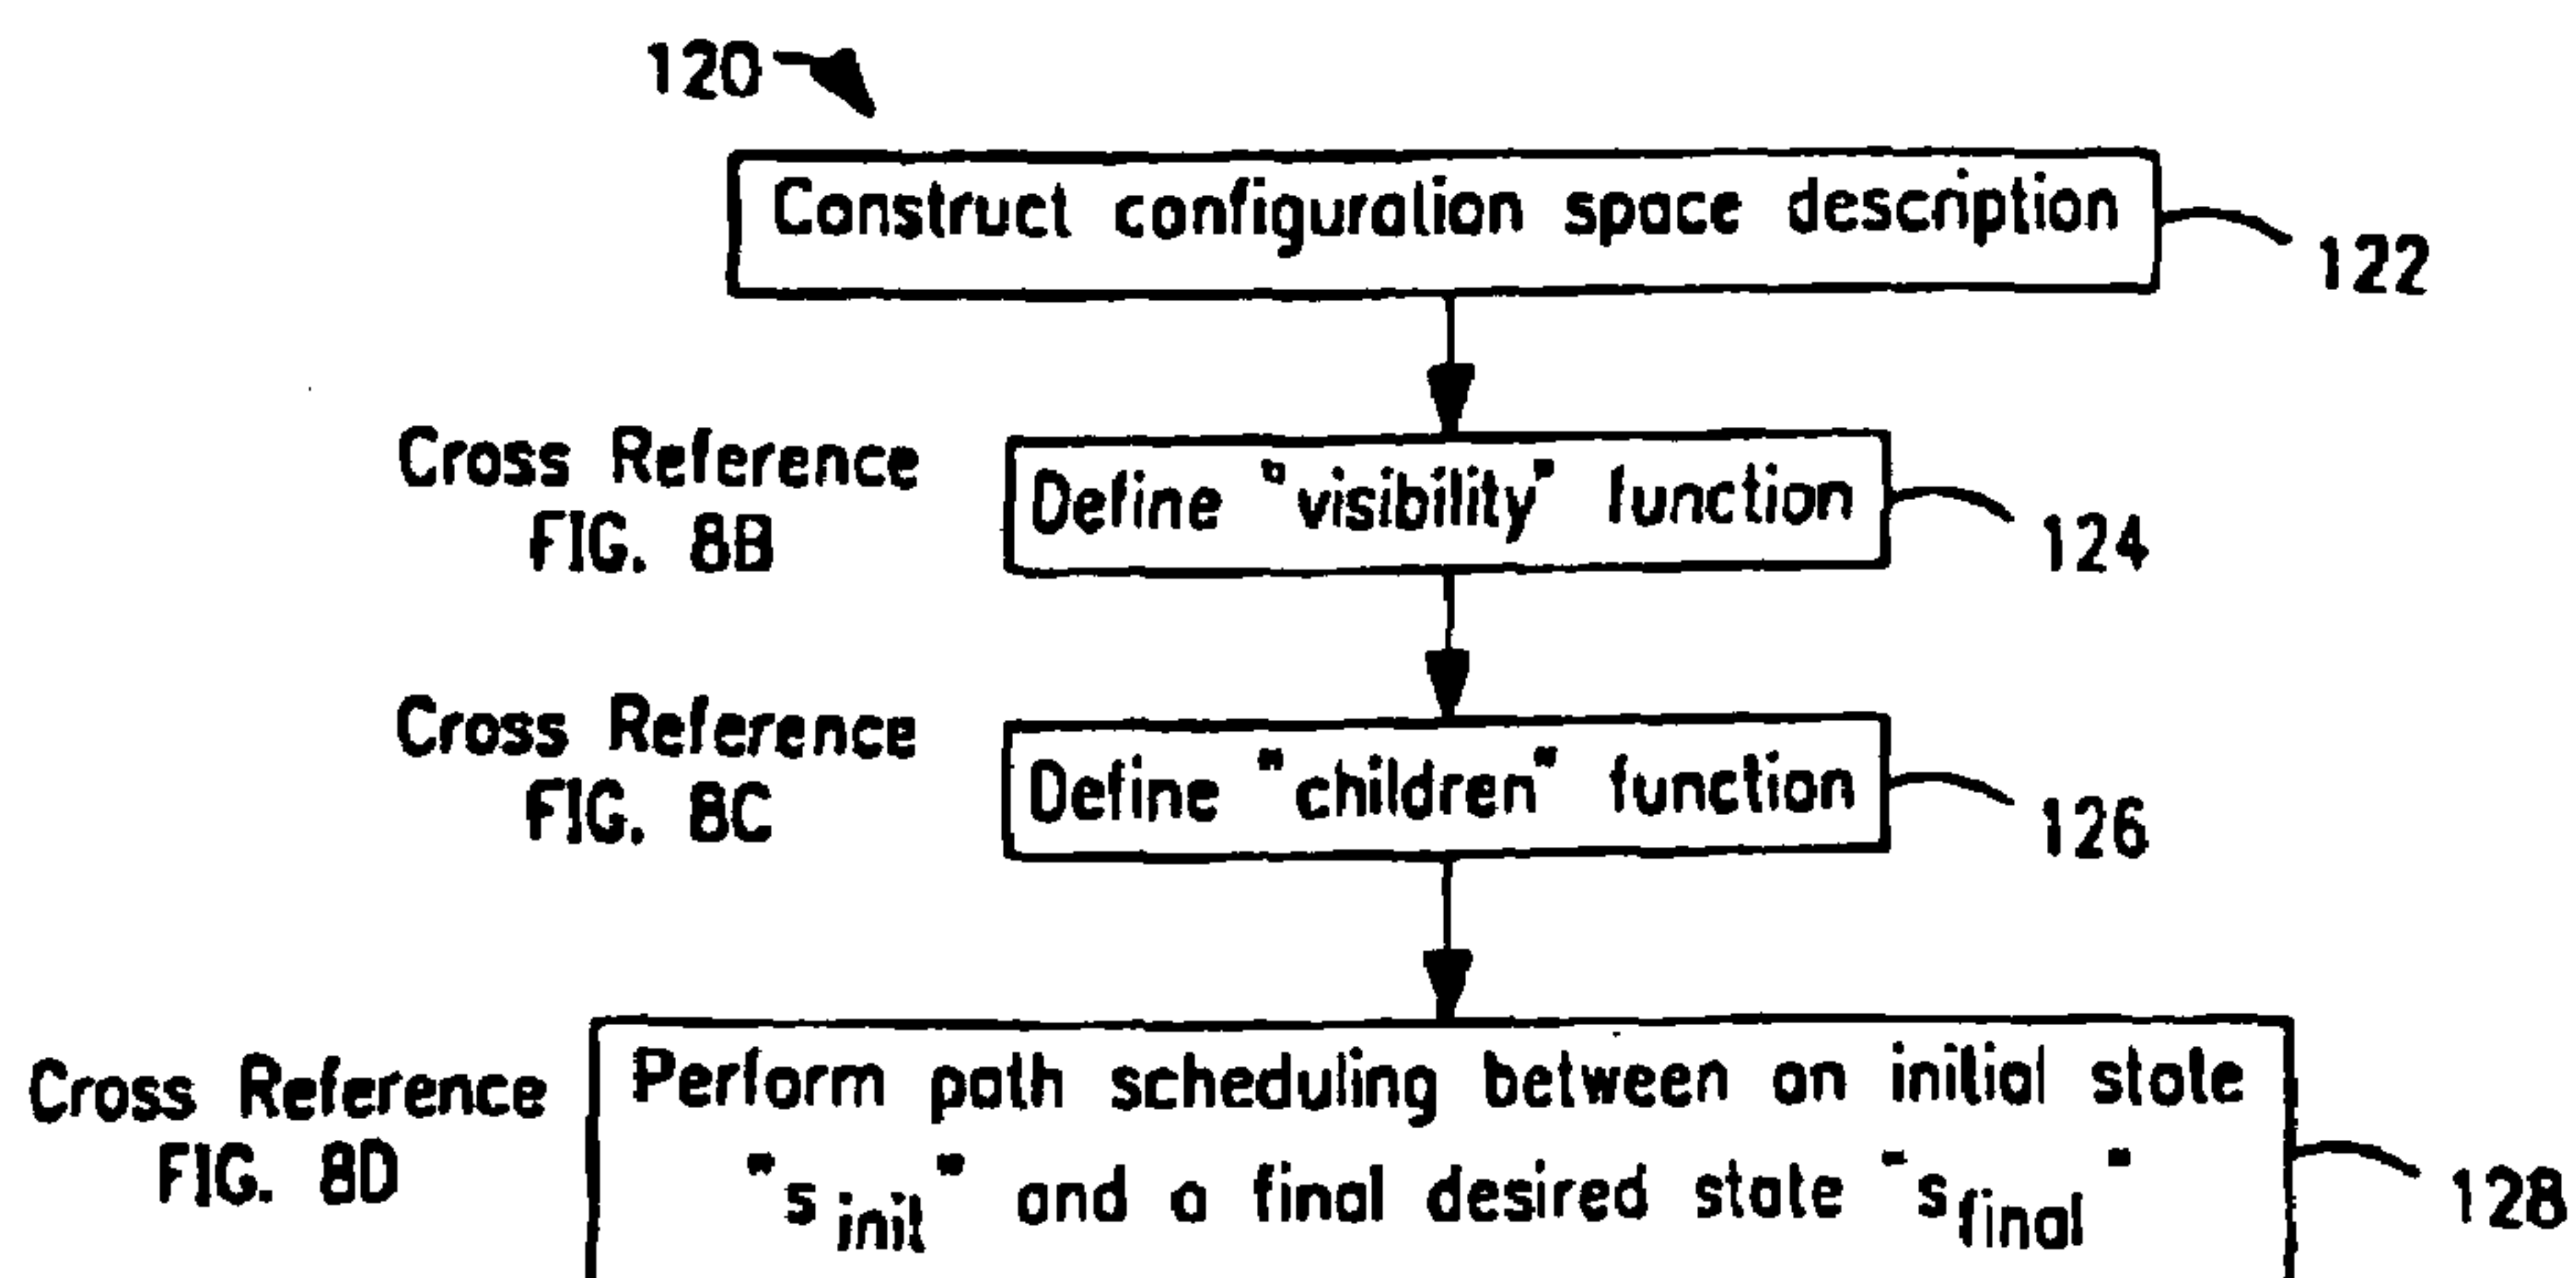 120
Construct configuration space description
122
Cross Reference
FIG. 8B
Define "visibility" function
124
Cross Reference
FIG. 8C
Define "children" function
126
Cross Reference
FIG. 8D
Perform path scheduling between an initial state
"s init" and a final desired state "s final"
128